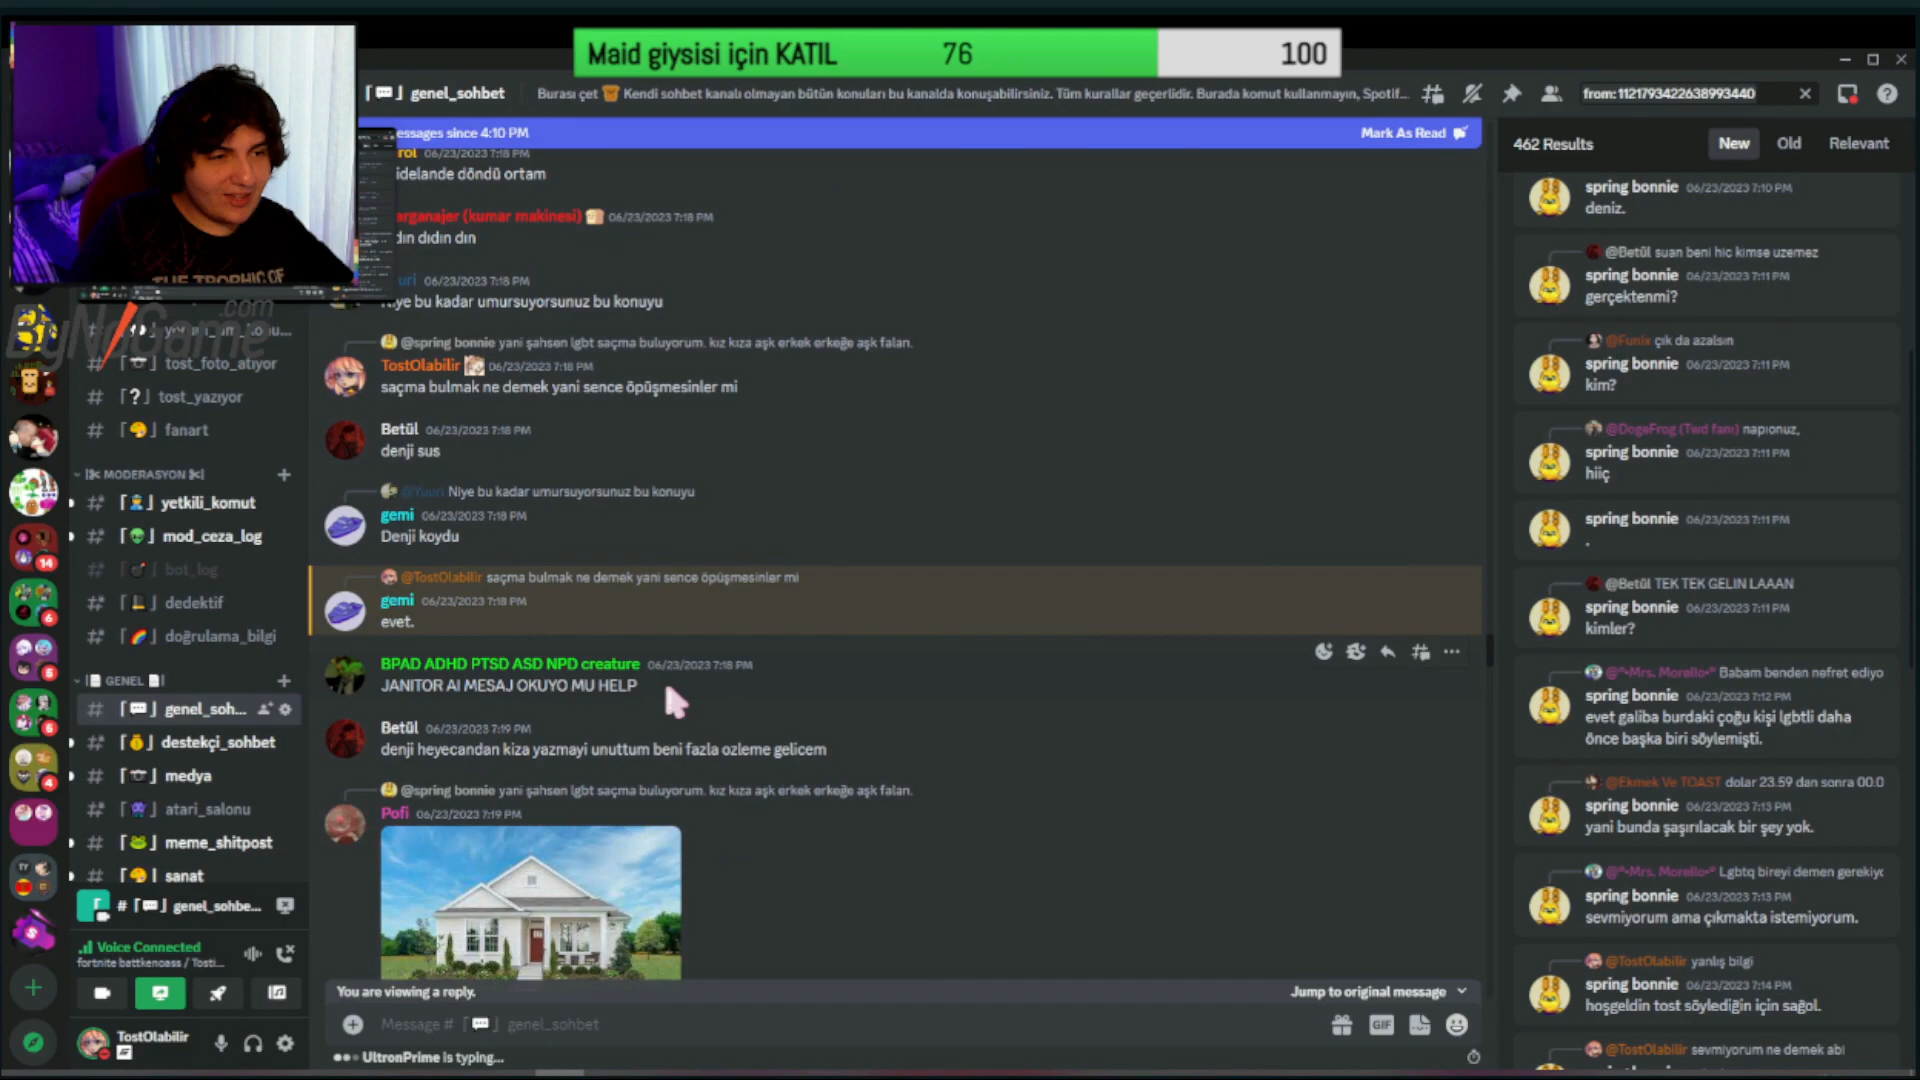 Maid giysisi için KATIL 76 100
genel_sohbet
Burası çet Kendi sohbet kanalı olmayan bütün konuları bu kanalda konuşabilirsiniz. Tüm kurallar geçerlidir. Burada komut kullanmayın, Spotif...
from:1121793422638993440
essages since 4:10 PM
Mark As Read
rol 06/23/2023 7:18 PM
idelande döndü ortam
arganajer (kumar makinesi) 06/23/2023 7:18 PM
dın dıdın dın
uri 06/23/2023 7:18 PM
Niye bu kadar umursuyorsunuz bu konuyu
@spring bonnie yani şahsen lgbt saçma buluyorum. kız kıza aşk erkek erkeğe aşk falan.
TostOlabilir 06/23/2023 7:18 PM
saçma bulmak ne demek yani sence öpüşmesinler mi
Betül 06/23/2023 7:18 PM
denji sus
@Yuuri Niye bu kadar umursuyorsunuz bu konuyu
gemi 06/23/2023 7:18 PM
Denji koydu
@TostOlabilir saçma bulmak ne demek yani sence öpüşmesinler mi
gemi 06/23/2023 7:18 PM
evet.
BPAD ADHD PTSD ASD NPD creature 06/23/2023 7:18 PM
JANITOR AI MESAJ OKUYO MU HELP
Betül 06/23/2023 7:19 PM
denji heyecandan kiza yazmayi unuttum beni fazla ozleme gelicem
@spring bonnie yani şahsen lgbt saçma buluyorum. kız kıza aşk erkek erkeğe aşk falan.
Pofi 06/23/2023 7:19 PM
You are viewing a reply.
Jump to original message
Message # genel_sohbet
GIF
UltronPrime is typing...
THE TROPHIC OF
ByNoGame.com
# tost_foto_atıyor
# [?] tost_yazıyor
# fanart
MODERASYON
# yetkili_komut
# mod_ceza_log
# bot_log
# dedektif
# doğrulama_bilgi
GENEL
# genel_soh...
# destekçi_sohbet
# medya
# atari_salonu
# meme_shitpost
# sanat
# genel_sohbe...
Voice Connected
fortnite battkenoass / Tosti...
TostOlabilir
14
6
5
6
4
462 Results
New
Old
Relevant
spring bonnie 06/23/2023 7:10 PM
deniz.
@Betül suan beni hic kimse uzemez
spring bonnie 06/23/2023 7:11 PM
gerçektenmi?
@Funix çık da azalsın
spring bonnie 06/23/2023 7:11 PM
kim?
@DogeFrog (Twd fanı) napıonuz,
spring bonnie 06/23/2023 7:11 PM
hiiç
spring bonnie 06/23/2023 7:11 PM
.
@Betül TEK TEK GELIN LAAAN
spring bonnie 06/23/2023 7:11 PM
kimler?
@°•Mrs. Morello•° Babam benden nefret ediyo
spring bonnie 06/23/2023 7:12 PM
evet galiba burdaki çoğu kişi lgbtli daha
önce başka biri söylemişti.
@Ekmek Ve TOAST dolar 23.59 dan sonra 00.0
spring bonnie 06/23/2023 7:13 PM
yani bunda şaşırılacak bir şey yok.
@°•Mrs. Morello•° Lgbtq bireyi demen gerekiyo
spring bonnie 06/23/2023 7:13 PM
sevmiyorum ama çıkmakta istemiyorum.
@TostOlabilir yanlış bilgi
spring bonnie 06/23/2023 7:14 PM
hoşgeldin tost söylediğin için sağol.
@TostOlabilir sevmiyorum ne demek abi